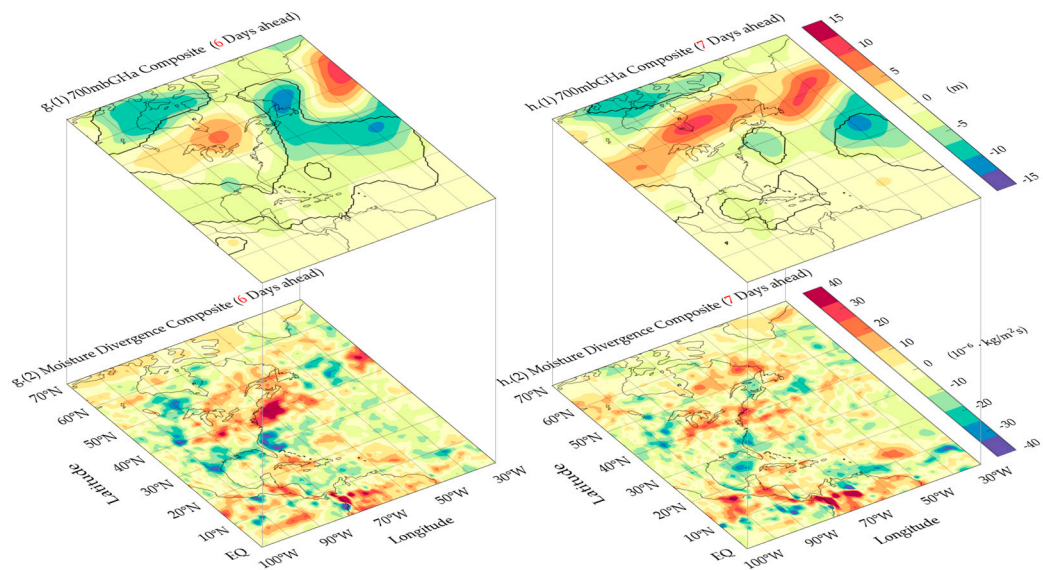 g.(1) 700mbGHa Composite (6 Days ahead)
h.(1) 700mbGHa Composite (7 Days ahead)
15
10
5
0
-5
-10
-15
(m)
g.(2) Moisture Divergence Composite (6 Days ahead)
h.(2) Moisture Divergence Composite (7 Days ahead)
40
30
20
10
0
-10
-20
-30
-40
(10⁻⁶ · kg/m²s)
70°N
60°N
50°N
40°N
30°N
20°N
10°N
EQ
Latitude
100°W
90°W
70°W
50°W
30°W
Longitude
70°N
60°N
50°N
40°N
30°N
20°N
10°N
EQ
Latitude
100°W
90°W
70°W
50°W
30°W
Longitude